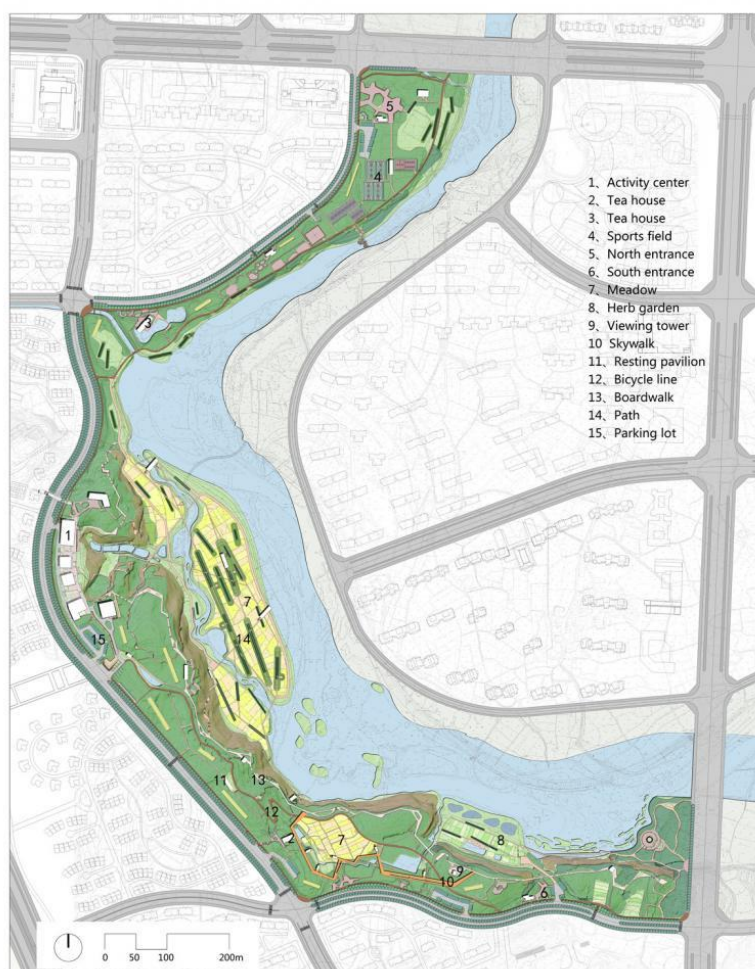 5
4
1、Activity center
2、Tea house
3、Tea house
4、Sports field
5、North entrance
6、South entrance
7、Meadow
8、Herb garden
9、Viewing tower
10 Skywalk
11、Resting pavilion
12、Bicycle line
13、Boardwalk
14、Path
15、Parking lot
3
1
7
14
15
13
11
12
2
7
8
9
10
6
0 50 100 200m